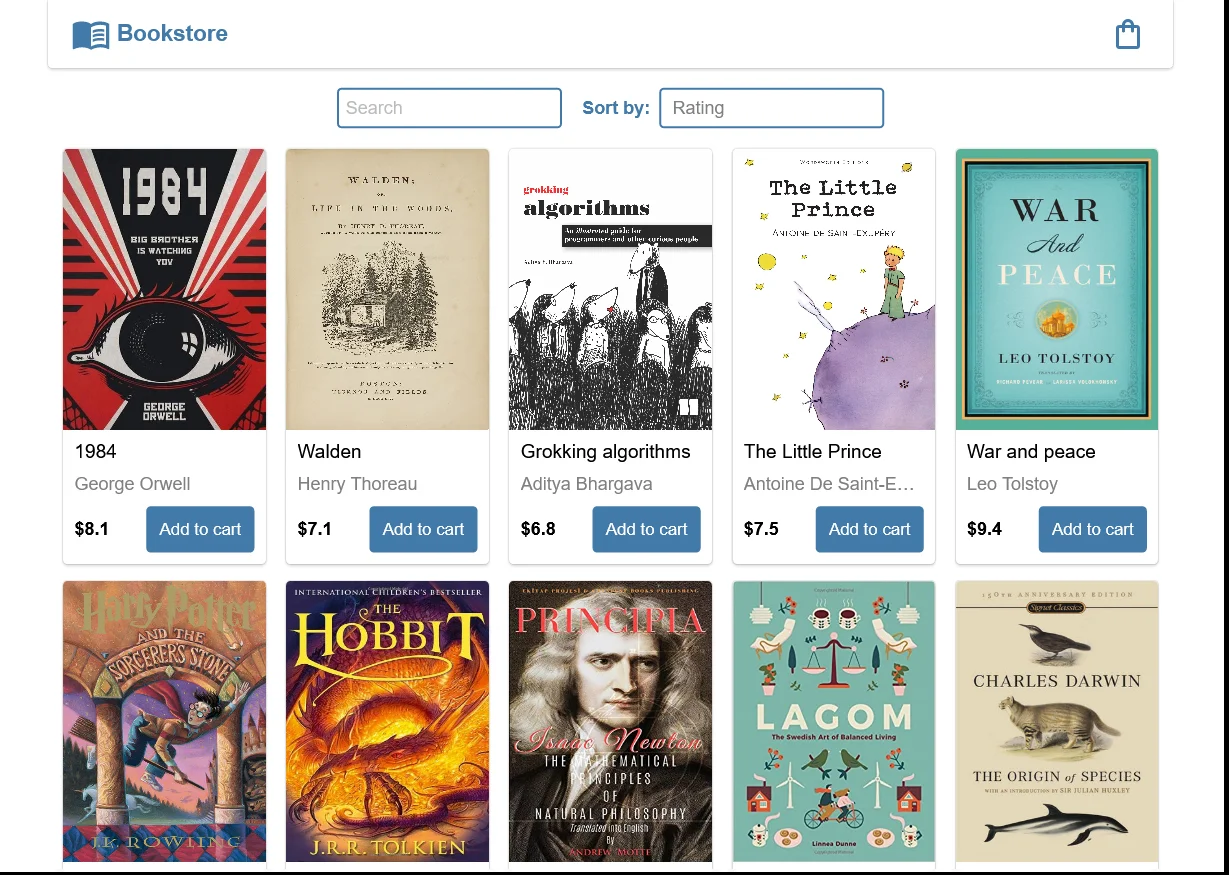 Bookstore
Search
Sort by:
Rating
1984
BIG BROTHER
IS WATCHING
YOU
GEORGE
ORWELL
1984
George Orwell
$8.1
Add to cart
WALDEN;
OR,
LIFE IN THE WOODS,
BY HENRY D. THOREAU,
BOSTON:
TICKNOR AND FIELDS
Walden
Henry Thoreau
$7.1
Add to cart
grokking
algorithms
An illustrated guide for
programmers and other curious people
Aditya Y. Bhargava
Grokking algorithms
Aditya Bhargava
$6.8
Add to cart
WORDSWORTH EDITIONS
The Little
Prince
ANTOINE DE SAINT-EXUPÉRY
The Little Prince
Antoine De Saint-E...
$7.5
Add to cart
WAR
And
PEACE
LEO TOLSTOY
TRANSLATED BY
RICHARD PEVEAR LARISSA VOLOKHONSKY
War and peace
Leo Tolstoy
$9.4
Add to cart
Harry Potter
AND THE
SORCERER'S STONE
J.K. ROWLING
INTERNATIONAL CHILDREN'S BESTSELLER
THE
HOBBIT
J.R.R. TOLKIEN
PRINCIPIA
Isaac Newton
THE MATHEMATICAL
PRINCIPLES
OF
NATURAL PHILOSOPHY
Translated into English
By
ANDREW MOTTE
LAGOM
The Swedish Art of Balanced Living
Linnea Dunne
150TH ANNIVERSARY EDITION
Signet Classics
CHARLES DARWIN
THE ORIGIN of SPECIES
WITH AN INTRODUCTION BY SIR JULIAN HUXLEY